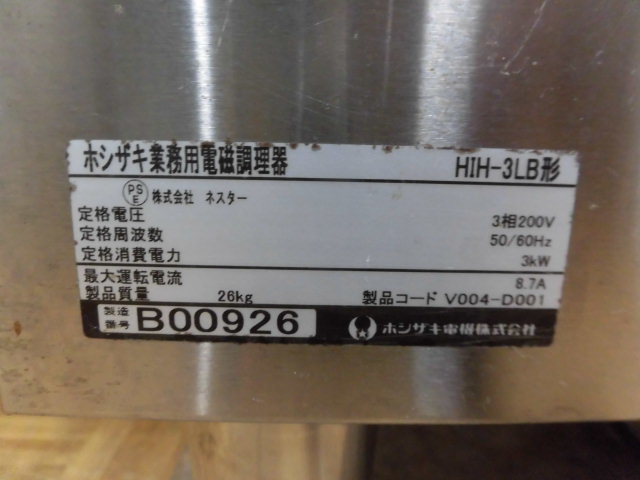 ホシザキ業務用電磁調理器 HIH-3LB形
PSE 株式会社 ネスター
定格電圧 3相200V
定格周波数 50/60Hz
定格消費電力 3kW
最大運転電流 8.7A
製品質量 26kg 製品コード V004-D001
製造番号 B00926 ホシザキ電機株式会社